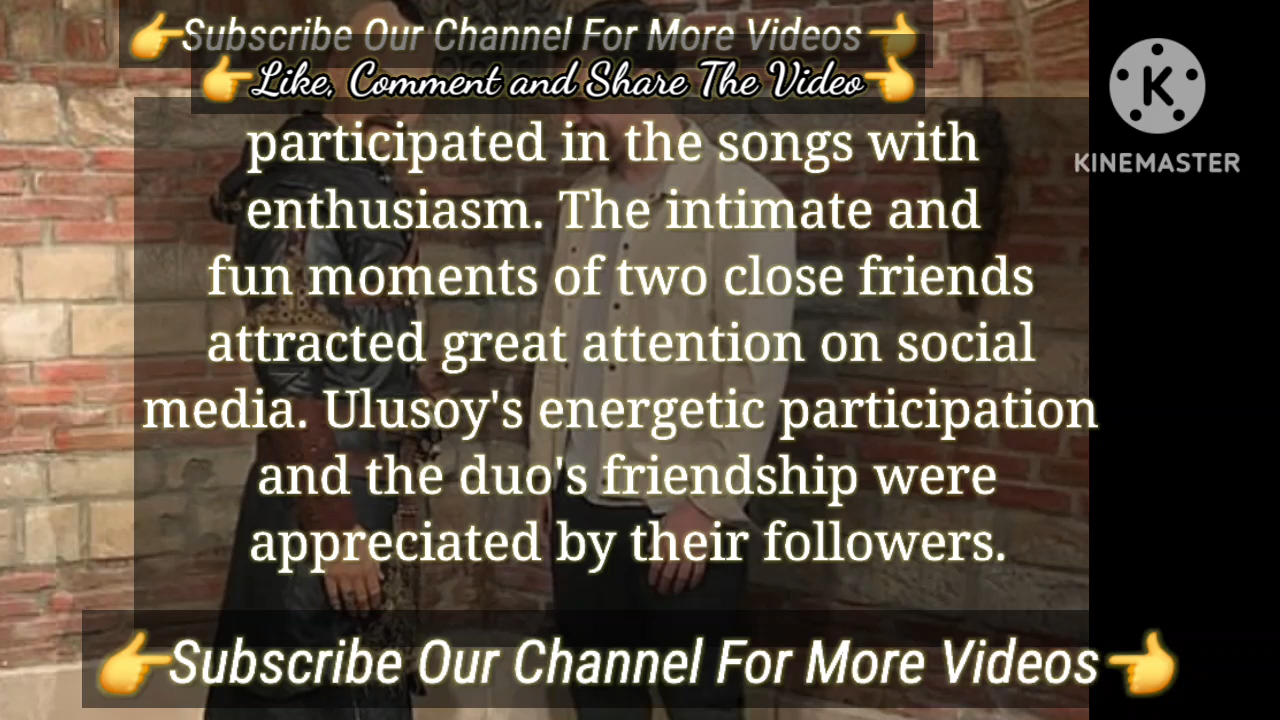 👉Subscribe Our Channel For More Videos👈
👉Like, Comment and Share The Video👈
participated in the songs with
enthusiasm. The intimate and
fun moments of two close friends
attracted great attention on social
media. Ulusoy's energetic participation
and the duo's friendship were
appreciated by their followers.
👉Subscribe Our Channel For More Videos👈
K
KINEMASTER